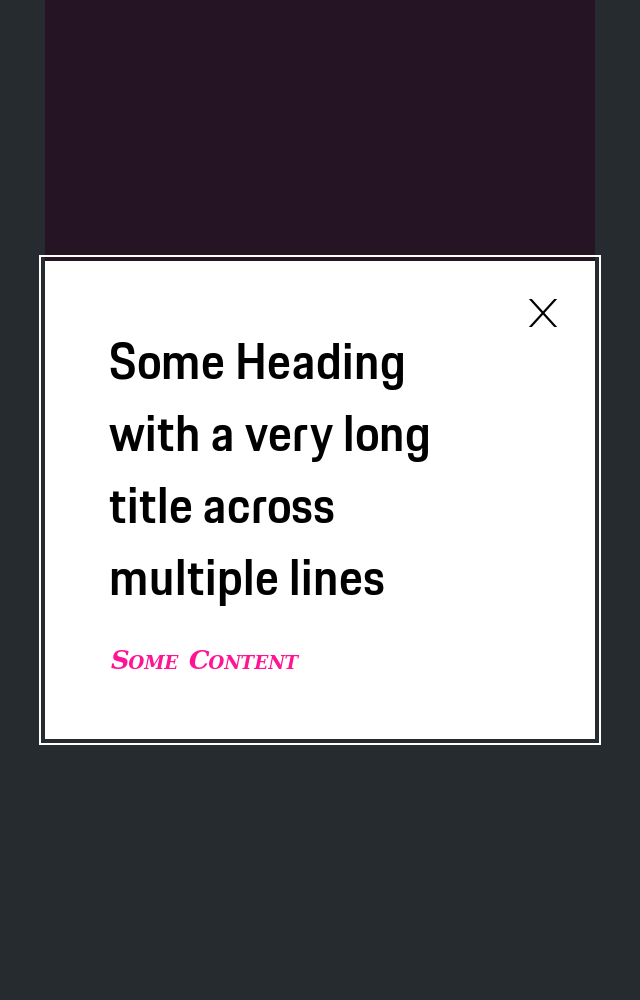 Some Heading
with a very long
title across
multiple lines
Some Content